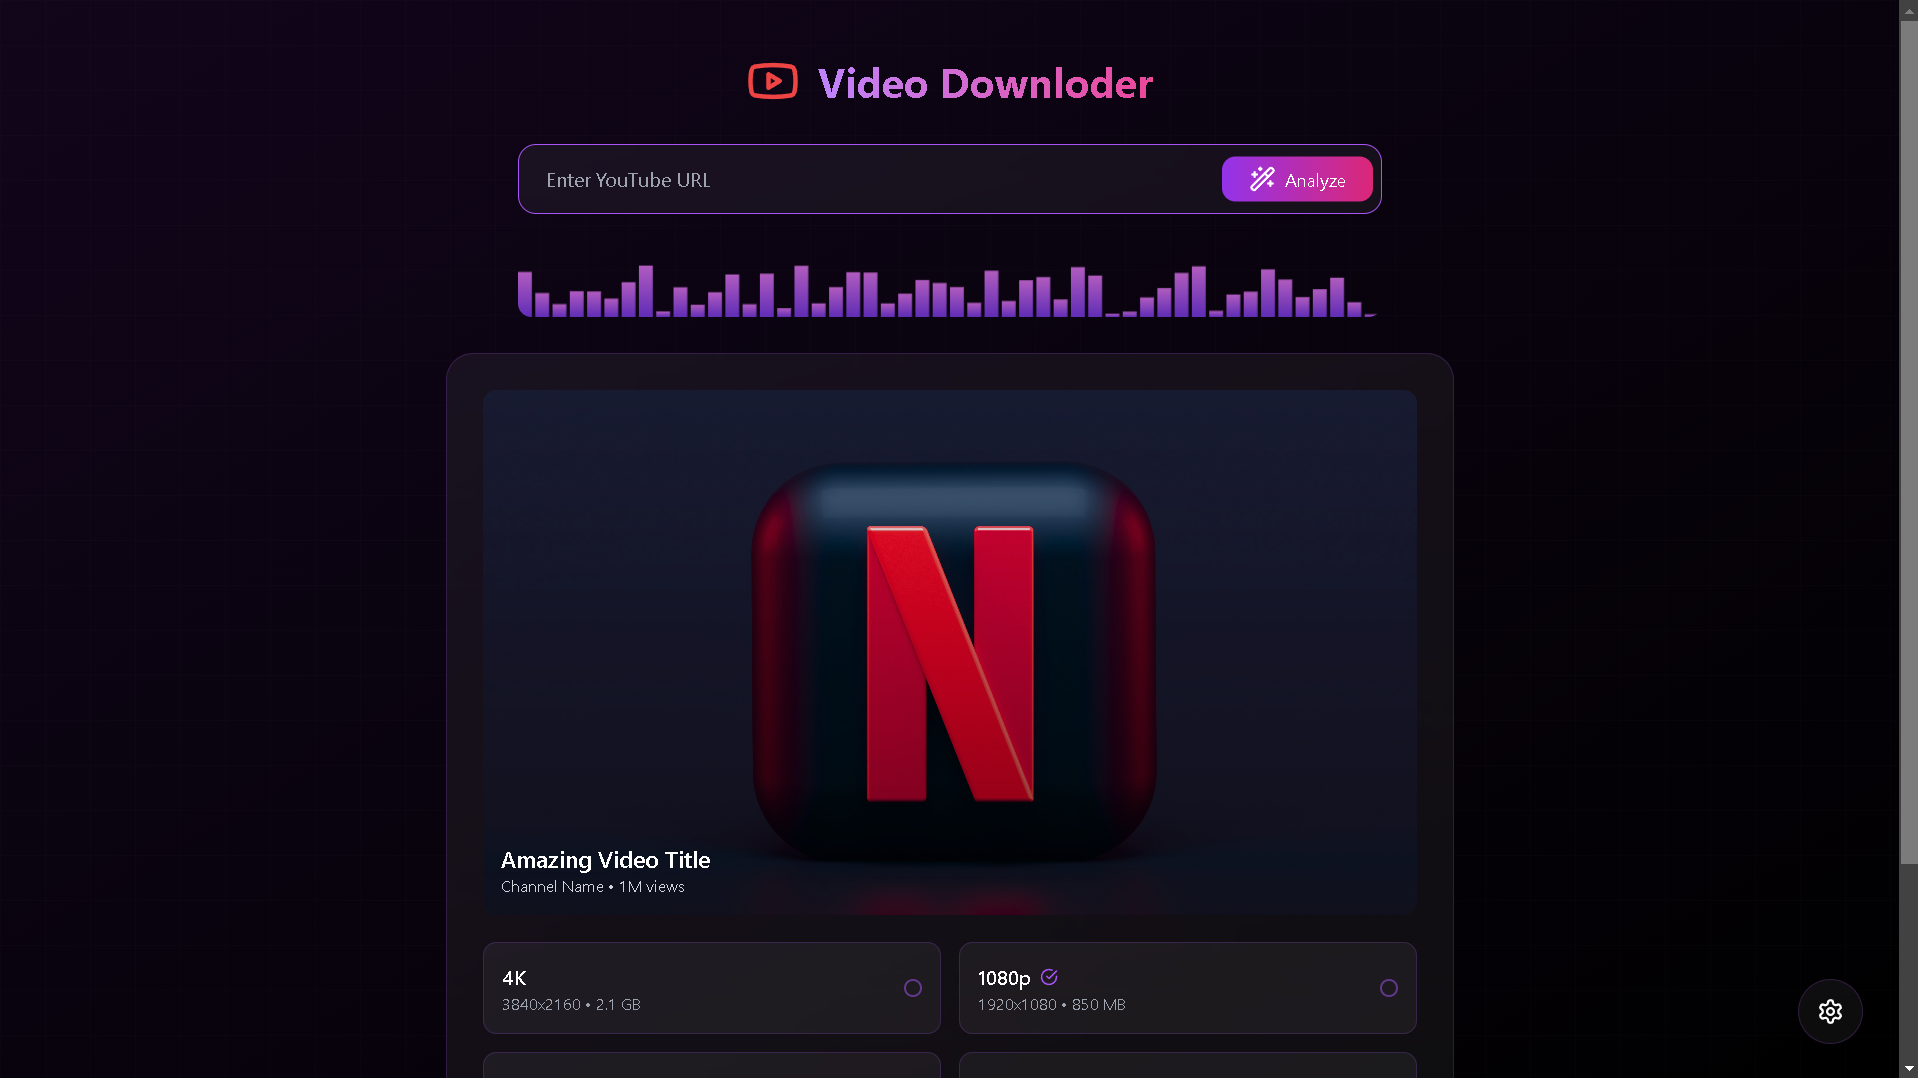 Video Downloder
Enter YouTube URL
Analyze
N
Amazing Video Title
Channel Name • 1M views
4K
3840x2160 • 2.1 GB
1080p
1920x1080 • 850 MB